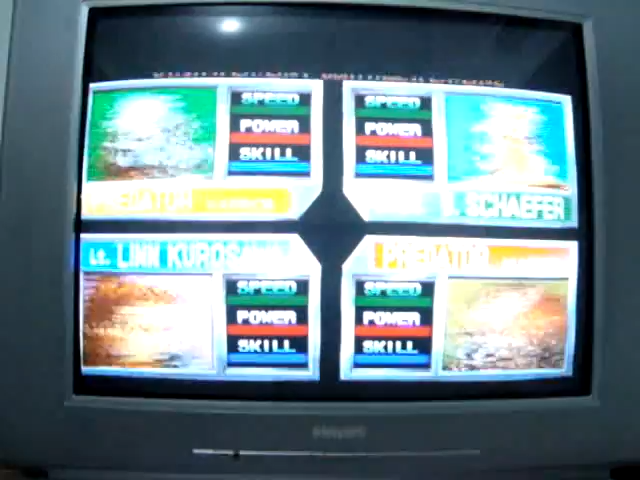 SPEED
POWER
SKILL
PREDATOR
SPEED
POWER
SKILL
SCHAEFER
Lt. LINN KUROSAWA
SPEED
POWER
SKILL
PREDATOR
SPEED
POWER
SKILL